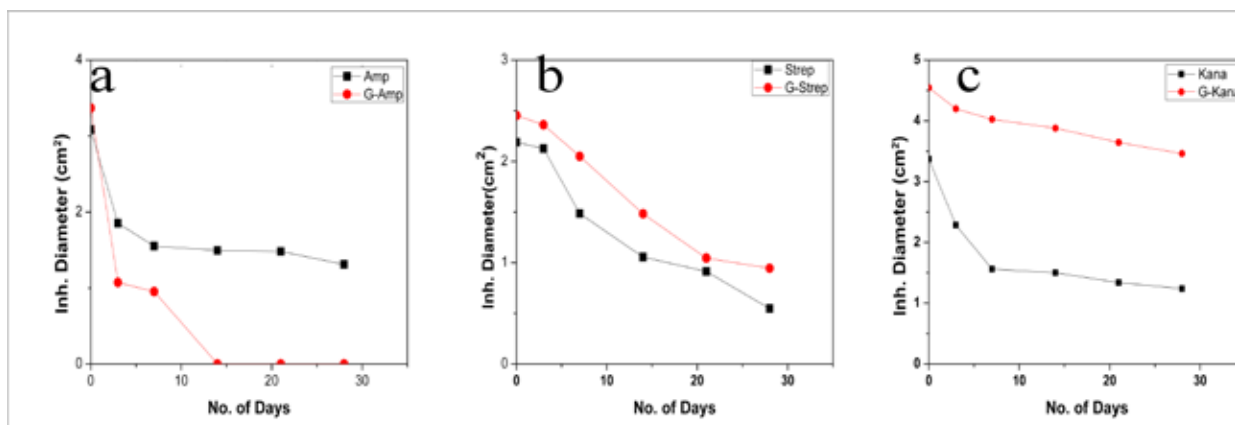 a
Amp
G-Amp
Inh. Diameter (cm²)
4
2
0
0 10 20 30
No. of Days
b
Strep
G-Strep
Inh. Diameter(cm²)
3
2
1
0
0 10 20 30
No. of Days
c
Kana
G-Kana
Inh. Diameter (cm²)
5
4
3
2
1
0
0 10 20 30
No. of Days